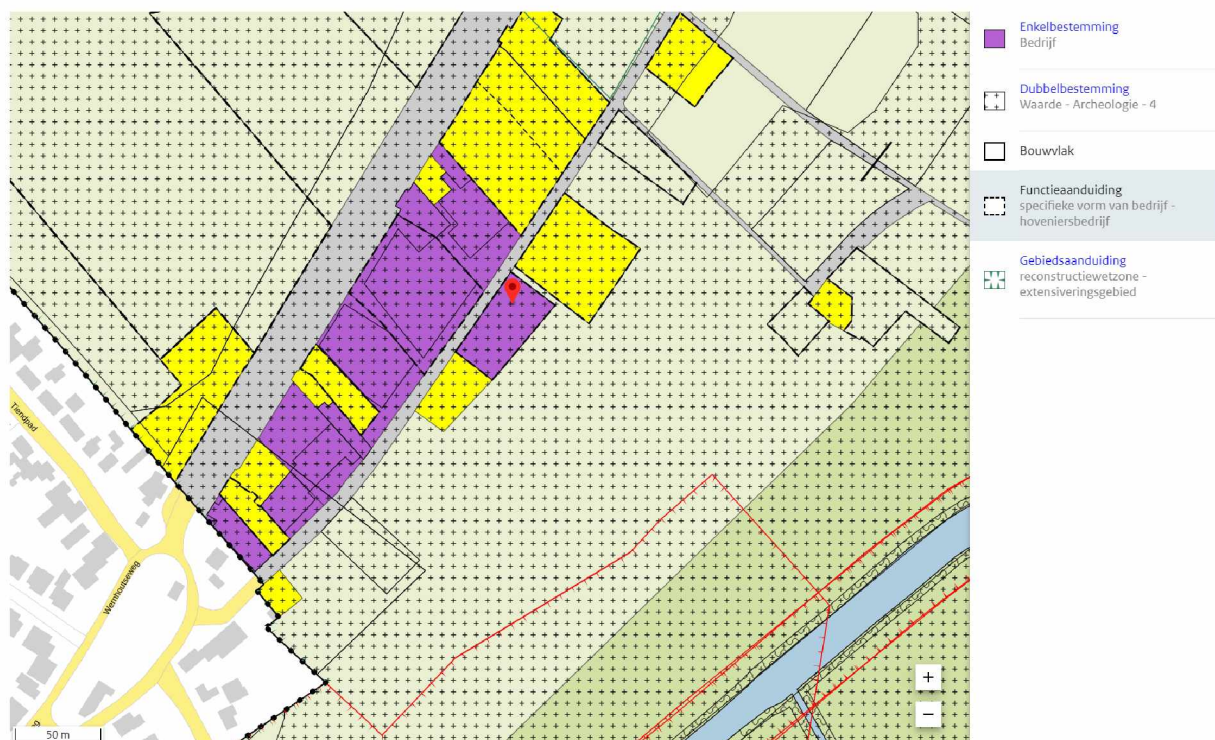 Enkelbestemming
Bedrijf
Dubbelbestemming
Waarde - Archeologie - 4
Bouwvlak
Functieaanduiding
specifieke vorm van bedrijf -
hoveniersbedrijf
Gebiedsaanduiding
reconstructiewetzone -
extensiveringsgebied
Tiendpad
Wernhoutseweg
eg
50 m
+
−